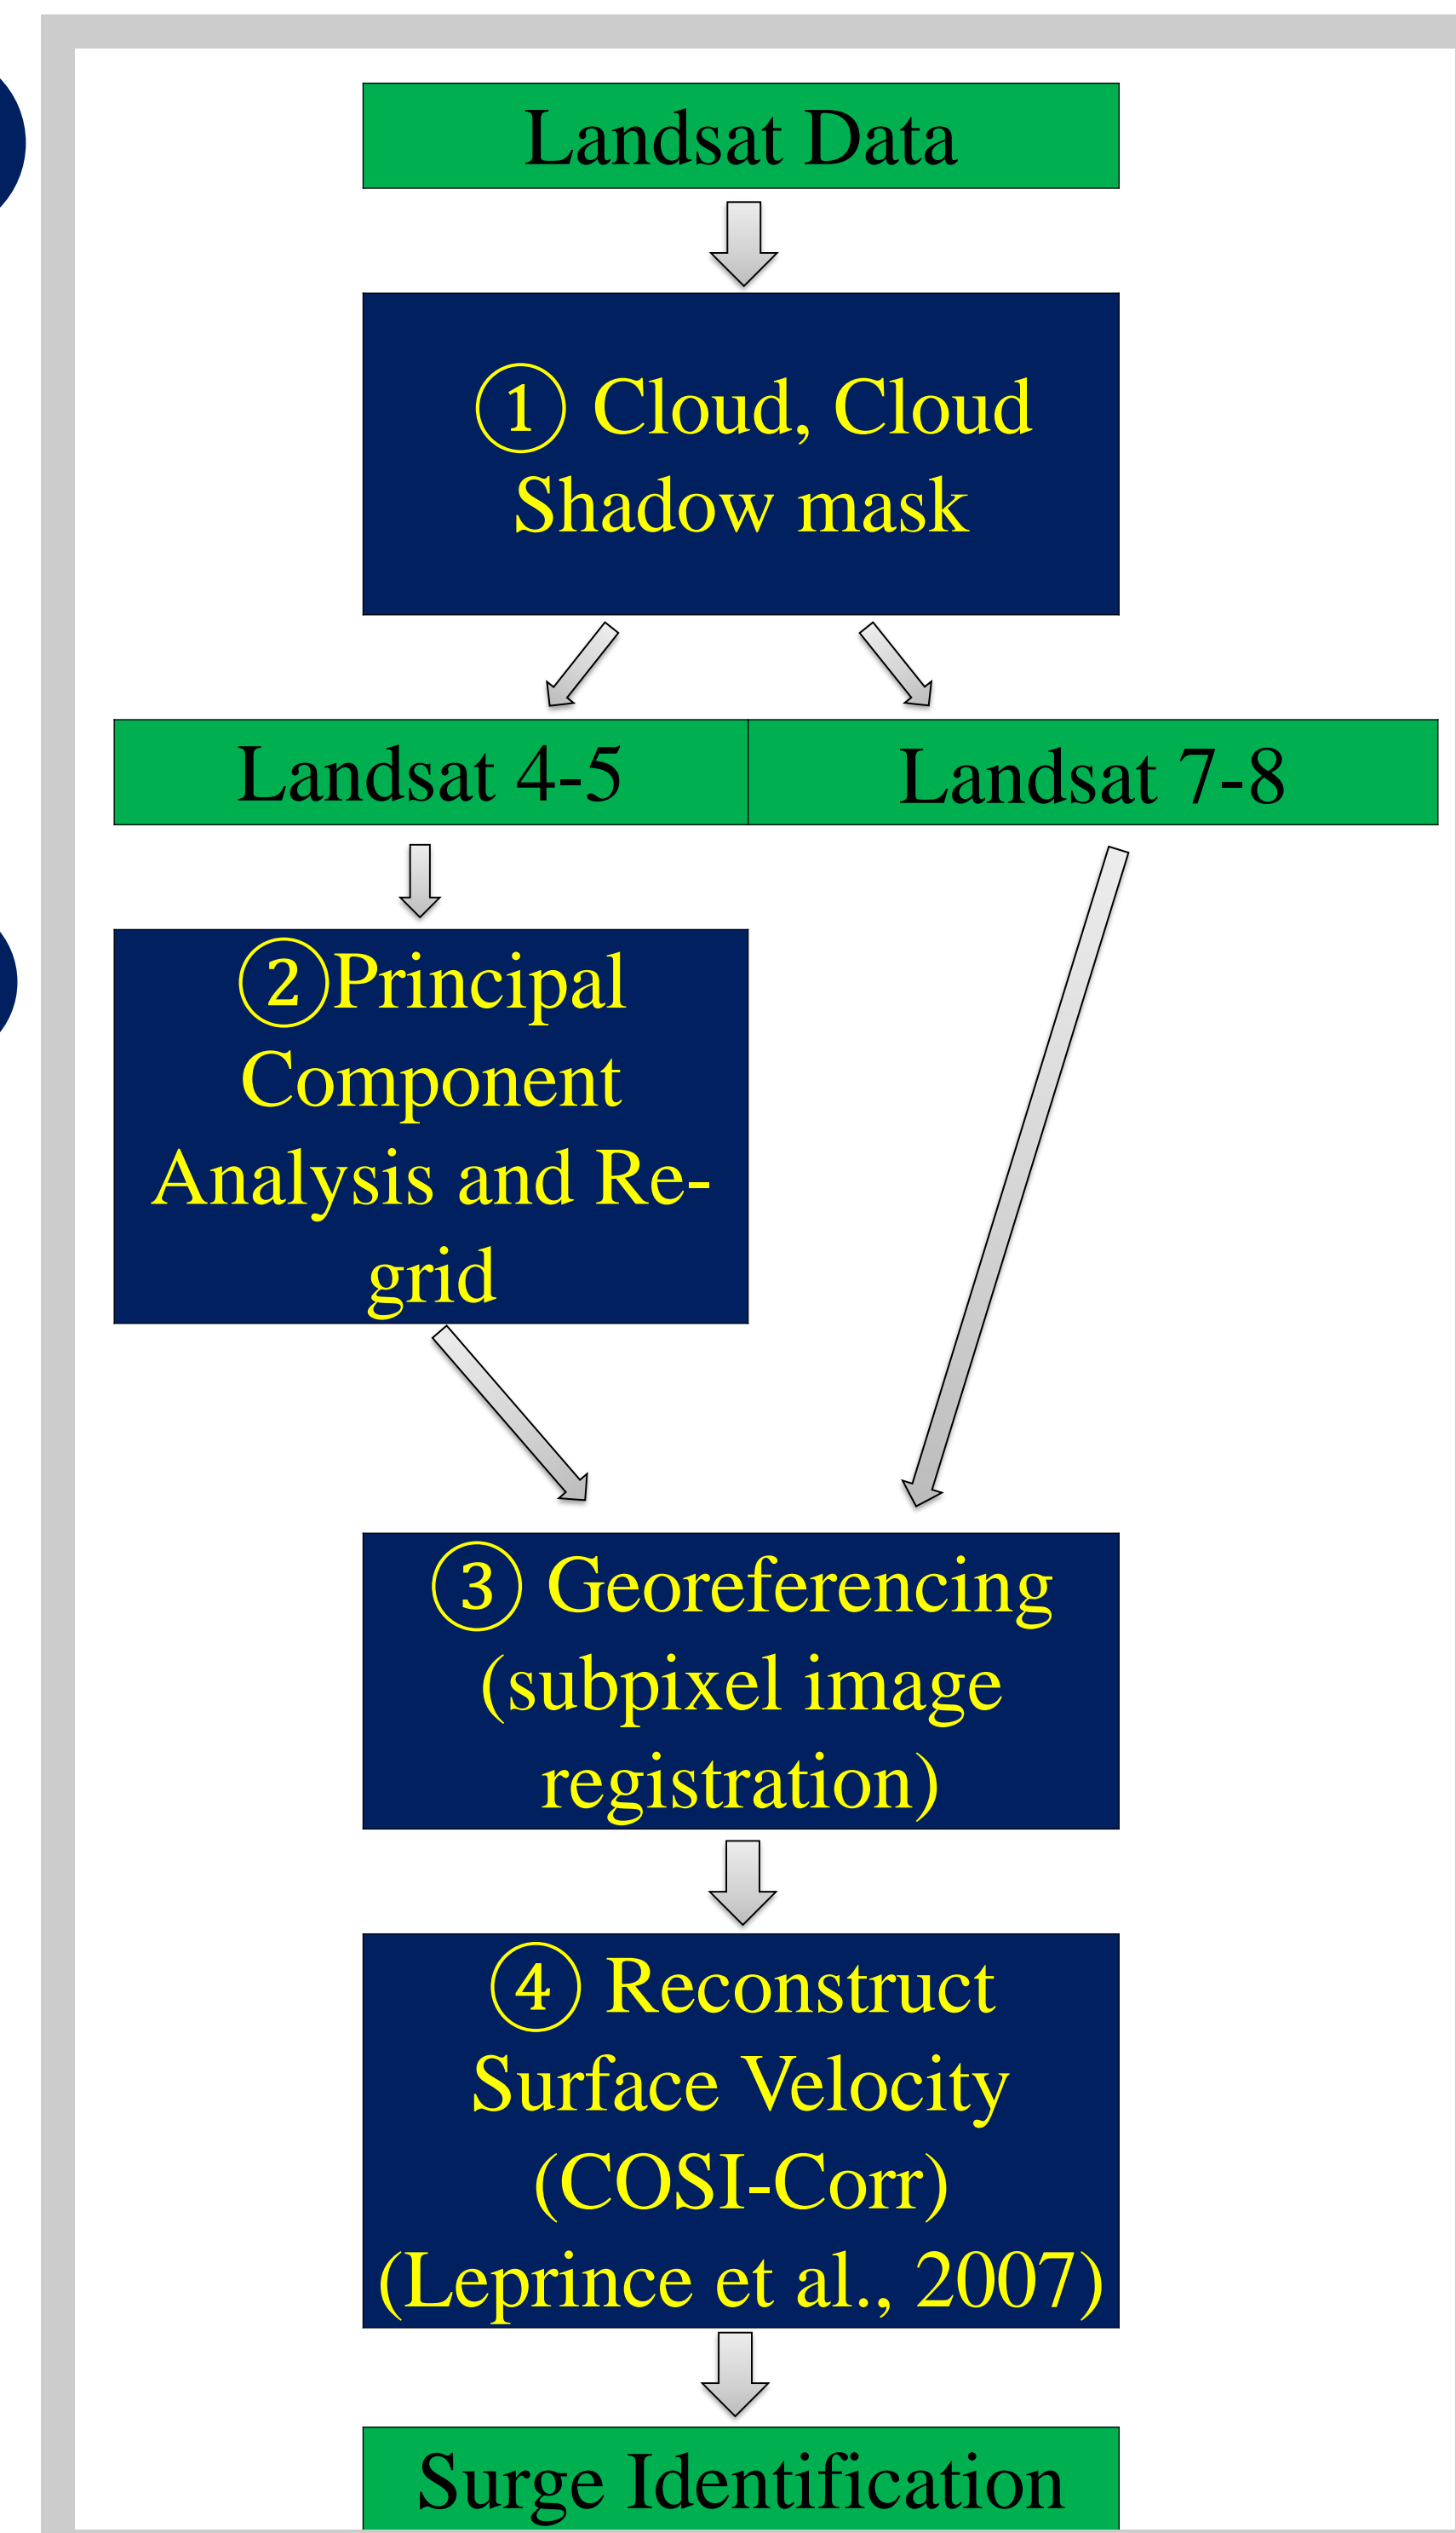 Landsat Data
① Cloud, Cloud
Shadow mask
Landsat 4-5
Landsat 7-8
②Principal
Component
Analysis and Re-
grid
③ Georeferencing
(subpixel image
registration)
④ Reconstruct
Surface Velocity
(COSI-Corr)
(Leprince et al., 2007)
Surge Identification